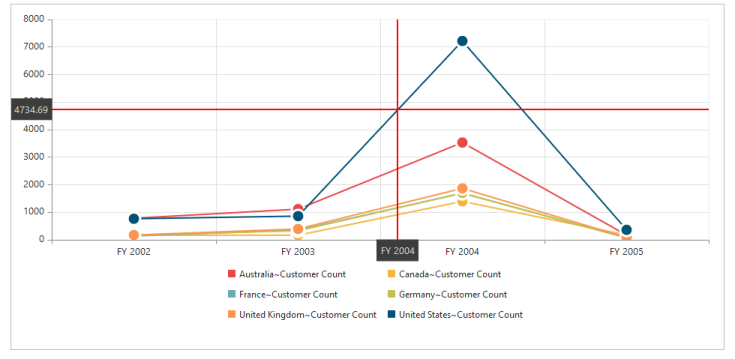 8000
7000
6000
4734.69
4000
3000
2000
1000
0
FY 2002
FY 2003
FY 2004
FY 2004
FY 2005
Australia~Customer Count
Canada~Customer Count
France~Customer Count
Germany~Customer Count
United Kingdom~Customer Count
United States~Customer Count